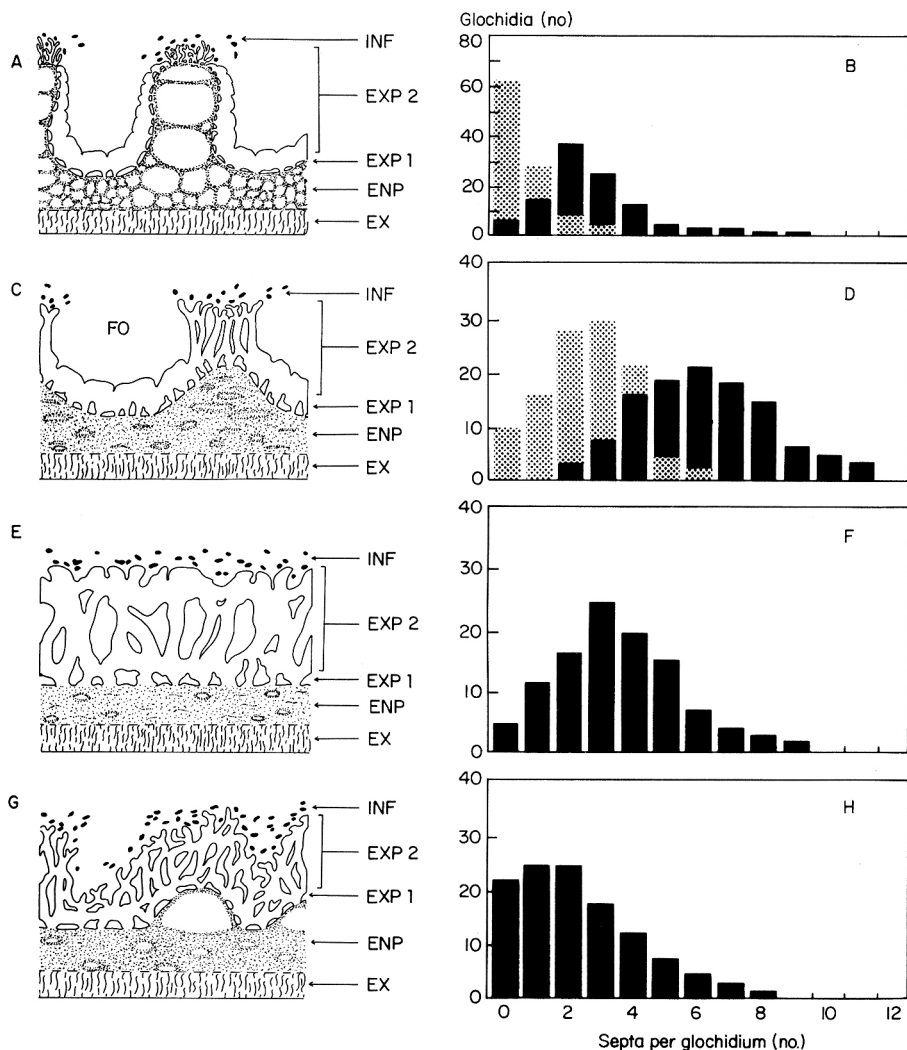 Glochidia (no)
A
INF
EXP 2
EXP 1
ENP
EX
B
80
60
40
20
0
C
FO
INF
EXP 2
EXP 1
ENP
EX
D
40
30
20
10
0
E
INF
EXP 2
EXP 1
ENP
EX
F
40
30
20
10
0
G
INF
EXP 2
EXP 1
ENP
EX
H
40
30
20
10
0
0 2 4 6 8 10 12
Septa per glochidium (no.)